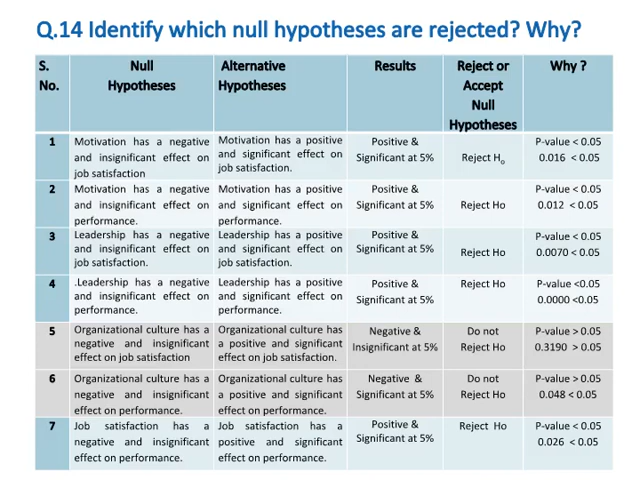 Q.14 Identify which null hypotheses are rejected? Why?
S. No.
Null Hypotheses
Alternative Hypotheses
Results
Reject or Accept Null Hypotheses
Why ?
1
Motivation has a negative
and insignificant effect on
job satisfaction
Motivation has a positive
and significant effect on
job satisfaction.
Positive &
Significant at 5%
Reject Ho
P-value < 0.05
0.016 < 0.05
2
Motivation has a negative
and insignificant effect on
performance.
Motivation has a positive
and significant effect on
performance.
Positive &
Significant at 5%
Reject Ho
P-value < 0.05
0.012 < 0.05
3
Leadership has a negative
and insignificant effect on
job satisfaction.
Leadership has a positive
and significant effect on
job satisfaction.
Positive &
Significant at 5%
Reject Ho
P-value < 0.05
0.0070 < 0.05
4
.Leadership has a negative
and insignificant effect on
performance.
Leadership has a positive
and significant effect on
performance.
Positive &
Significant at 5%
Reject Ho
P-value <0.05
0.0000 <0.05
5
Organizational culture has a
negative and insignificant
effect on job satisfaction
Organizational culture has
a positive and significant
effect on job satisfaction.
Negative &
Insignificant at 5%
Do not
Reject Ho
P-value > 0.05
0.3190 > 0.05
6
Organizational culture has a
negative and insignificant
effect on performance.
Organizational culture has
a positive and significant
effect on performance.
Negative &
Significant at 5%
Do not
Reject Ho
P-value > 0.05
0.048 < 0.05
7
Job satisfaction has a
negative and insignificant
effect on performance.
Job satisfaction has a
positive and significant
effect on performance.
Positive &
Significant at 5%
Reject Ho
P-value < 0.05
0.026 < 0.05